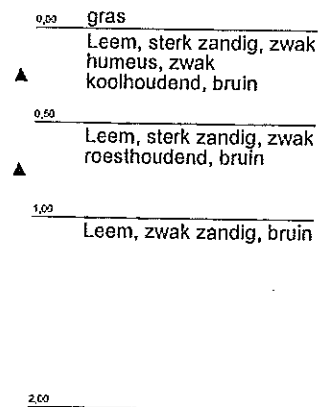 0,00 gras
Leem, sterk zandig, zwak
humeus, zwak
koolhoudend, bruin
0,50
Leem, sterk zandig, zwak
roesthoudend, bruin
1,00
Leem, zwak zandig, bruin
2,00